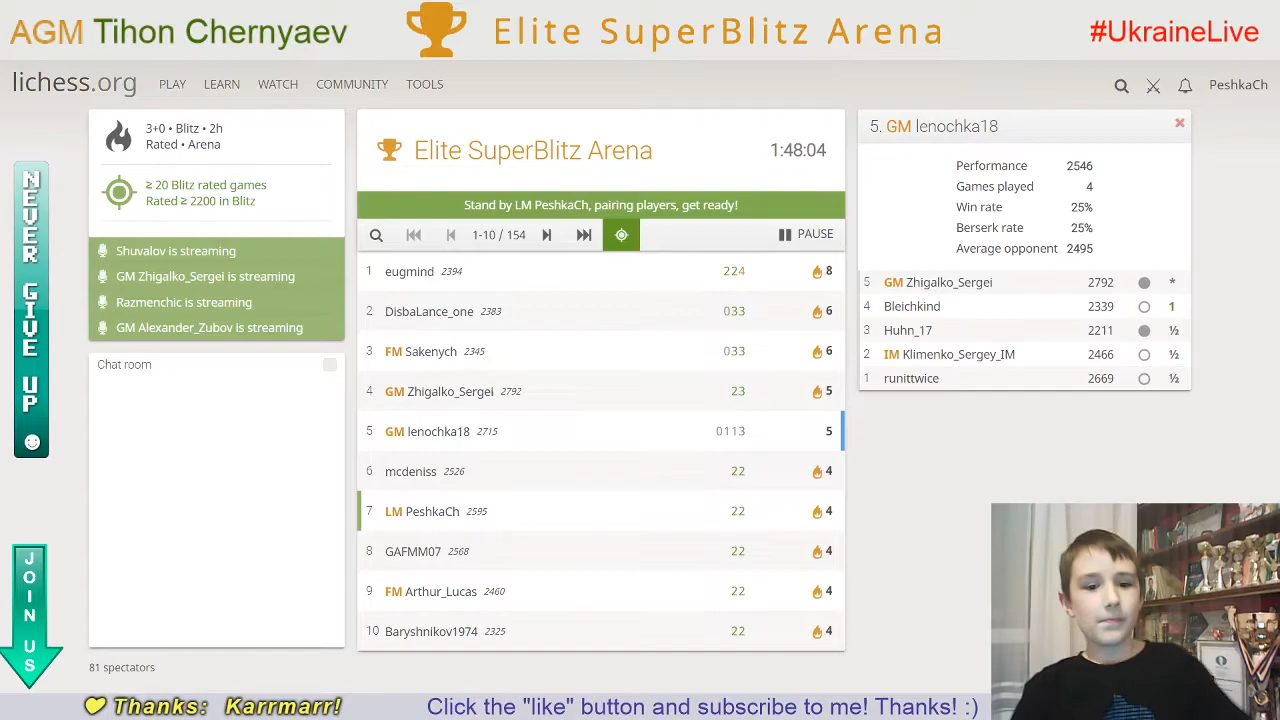 AGM Tihon Chernyaev
Elite SuperBlitz Arena
#UkraineLive
lichess.org
PLAY
LEARN
WATCH
COMMUNITY
TOOLS
PeshkaCh
3+0 • Blitz • 2h
Rated • Arena
≥ 20 Blitz rated games
Rated ≥ 2200 in Blitz
Shuvalov is streaming
GM Zhigalko_Sergei is streaming
Razmenchic is streaming
GM Alexander_Zubov is streaming
Chat room
81 spectators
NEVER GIVE UP
JOIN US
Elite SuperBlitz Arena 1:48:04
Stand by LM PeshkaCh, pairing players, get ready!
1-10 / 154 PAUSE
1 eugmind 2394 224 8
2 DisbaLance_one 2383 033 6
3 FM Sakenych 2345 033 6
4 GM Zhigalko_Sergei 2792 23 5
5 GM lenochka18 2715 0113 5
6 mcdeniss 2526 22 4
7 LM PeshkaCh 2595 22 4
8 GAFMM07 2568 22 4
9 FM Arthur_Lucas 2460 22 4
10 Baryshnikov1974 2325 22 4
5. GM lenochka18
Performance 2546
Games played 4
Win rate 25%
Berserk rate 25%
Average opponent 2495
5 GM Zhigalko_Sergei 2792 *
4 Bleichkind 2339 1
3 Huhn_17 2211 ½
2 IM Klimenko_Sergey_IM 2466 ½
1 runittwice 2669 ½
Thanks: Karrmarr!
Click the "like" button and subscribe to me! Thanks! :)